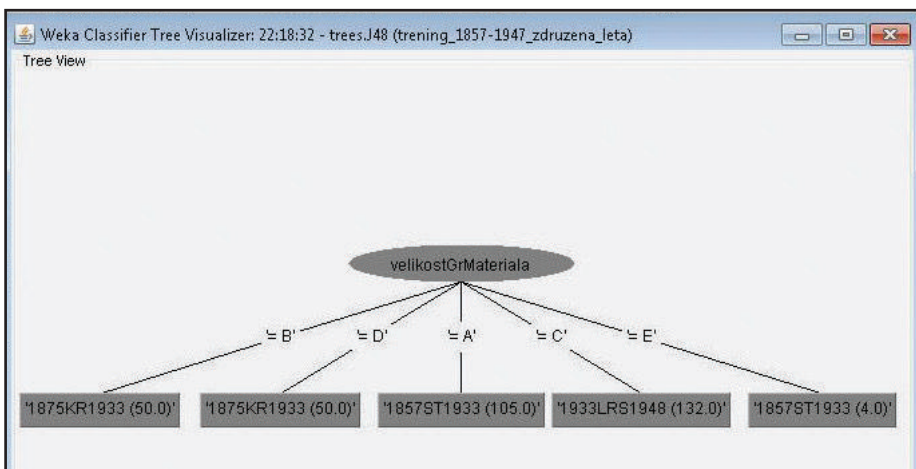 Weka Classifier Tree Visualizer: 22:18:32 - trees.J48 (trening_1857-1947_zdruzena_leta)
Tree View
velikostGrMateriala
'= B' '= D' '= A' '= C' '= E'
'1875KR1933 (50.0)' '1875KR1933 (50.0)' '1857ST1933 (105.0)' '1933LRS1948 (132.0)' '1857ST1933 (4.0)'